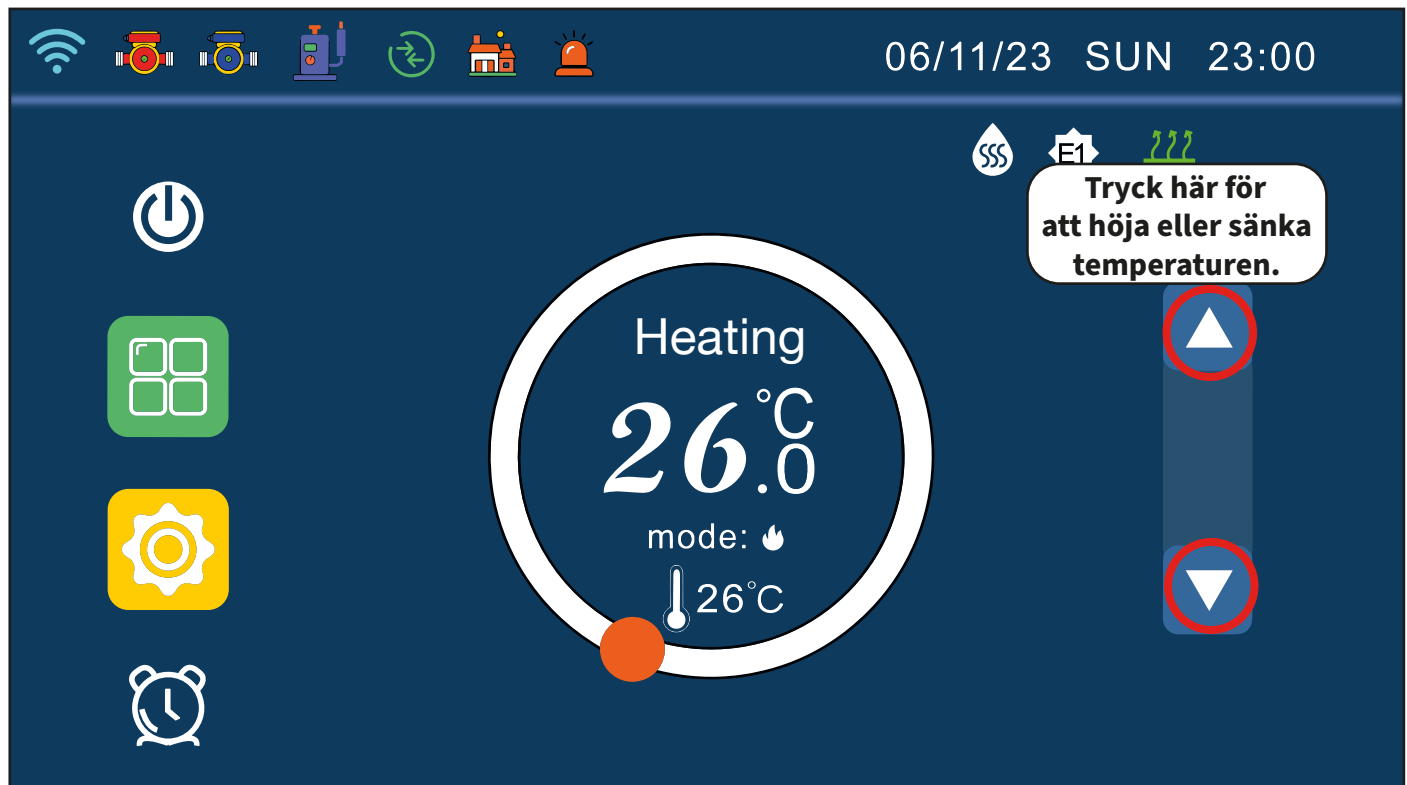 06/11/23 SUN 23:00
E1
Tryck här för
att höja eller sänka
temperaturen.
Heating
26.0°C
mode:
26°C